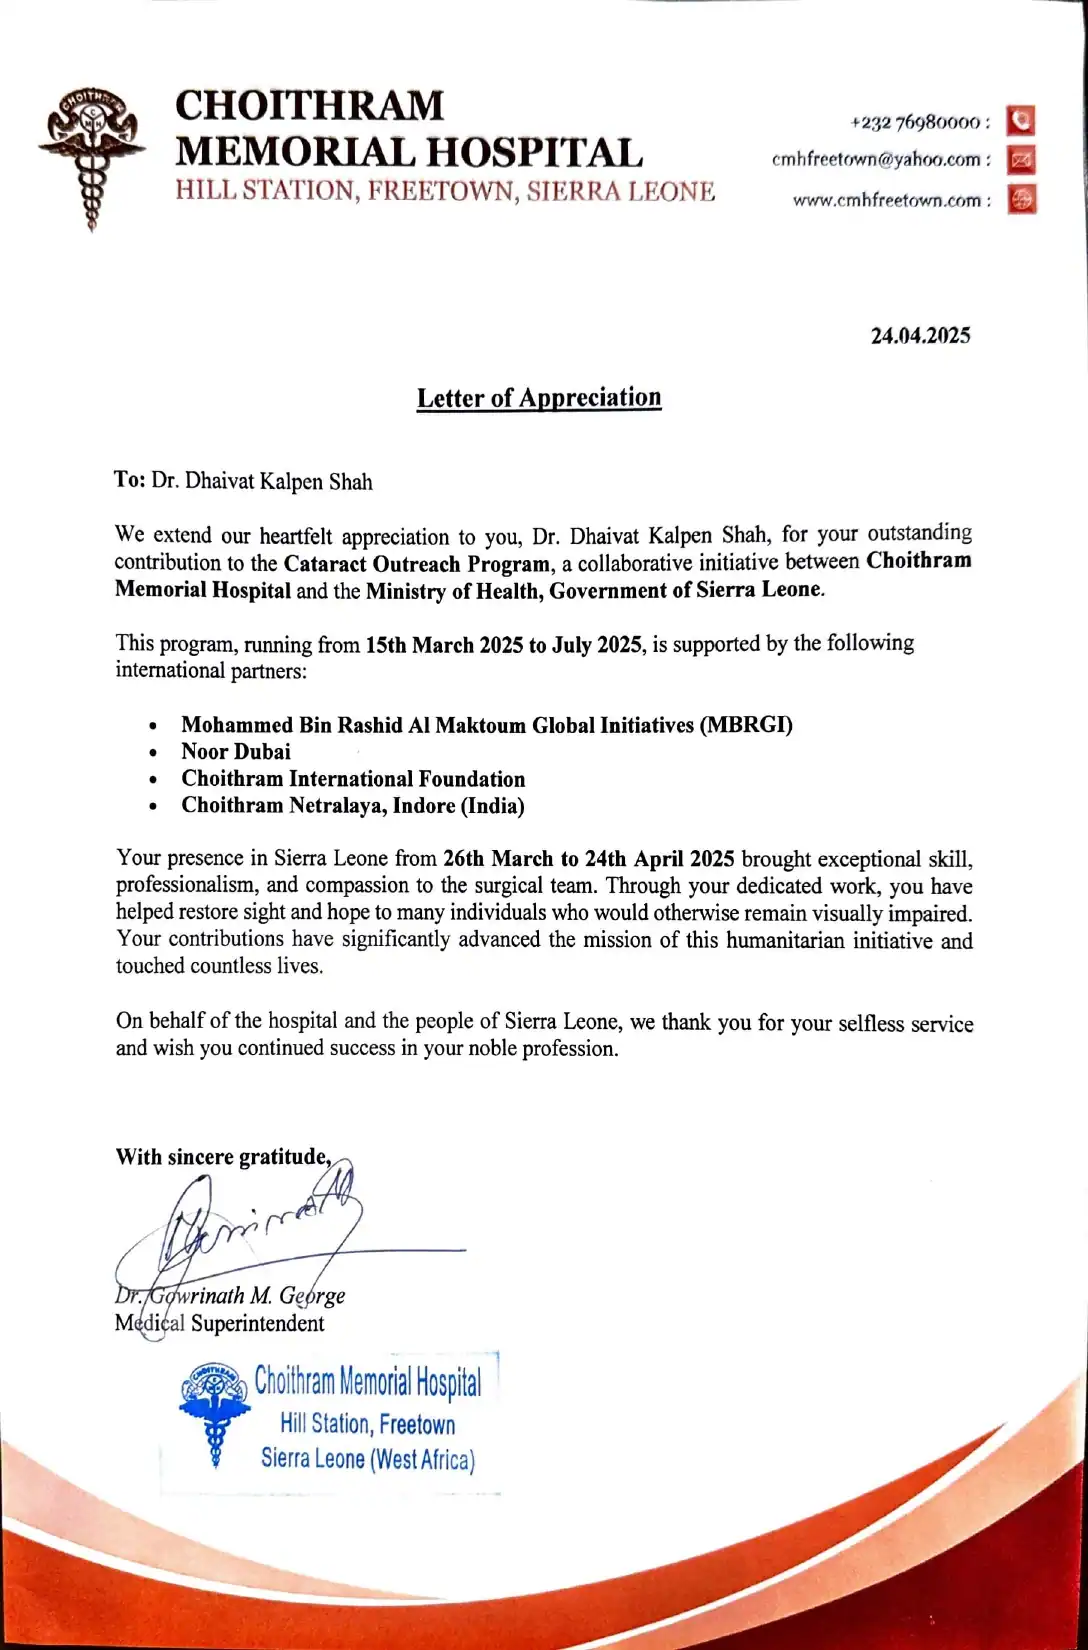 CHOITHRAM
CHOITHRAM
MEMORIAL HOSPITAL
HILL STATION, FREETOWN, SIERRA LEONE
+232 76980000 :
cmhfreetown@yahoo.com :
www.cmhfreetown.com :
24.04.2025
Letter of Appreciation
To: Dr. Dhaivat Kalpen Shah
We extend our heartfelt appreciation to you, Dr. Dhaivat Kalpen Shah, for your outstanding
contribution to the Cataract Outreach Program, a collaborative initiative between Choithram
Memorial Hospital and the Ministry of Health, Government of Sierra Leone.
This program, running from 15th March 2025 to July 2025, is supported by the following
international partners:
• Mohammed Bin Rashid Al Maktoum Global Initiatives (MBRGI)
• Noor Dubai
• Choithram International Foundation
• Choithram Netralaya, Indore (India)
Your presence in Sierra Leone from 26th March to 24th April 2025 brought exceptional skill,
professionalism, and compassion to the surgical team. Through your dedicated work, you have
helped restore sight and hope to many individuals who would otherwise remain visually impaired.
Your contributions have significantly advanced the mission of this humanitarian initiative and
touched countless lives.
On behalf of the hospital and the people of Sierra Leone, we thank you for your selfless service
and wish you continued success in your noble profession.
With sincere gratitude,
Dr. Gowrinath M. George
Medical Superintendent
CHOITHRAM
Choithram Memorial Hospital
Hill Station, Freetown
Sierra Leone (West Africa)